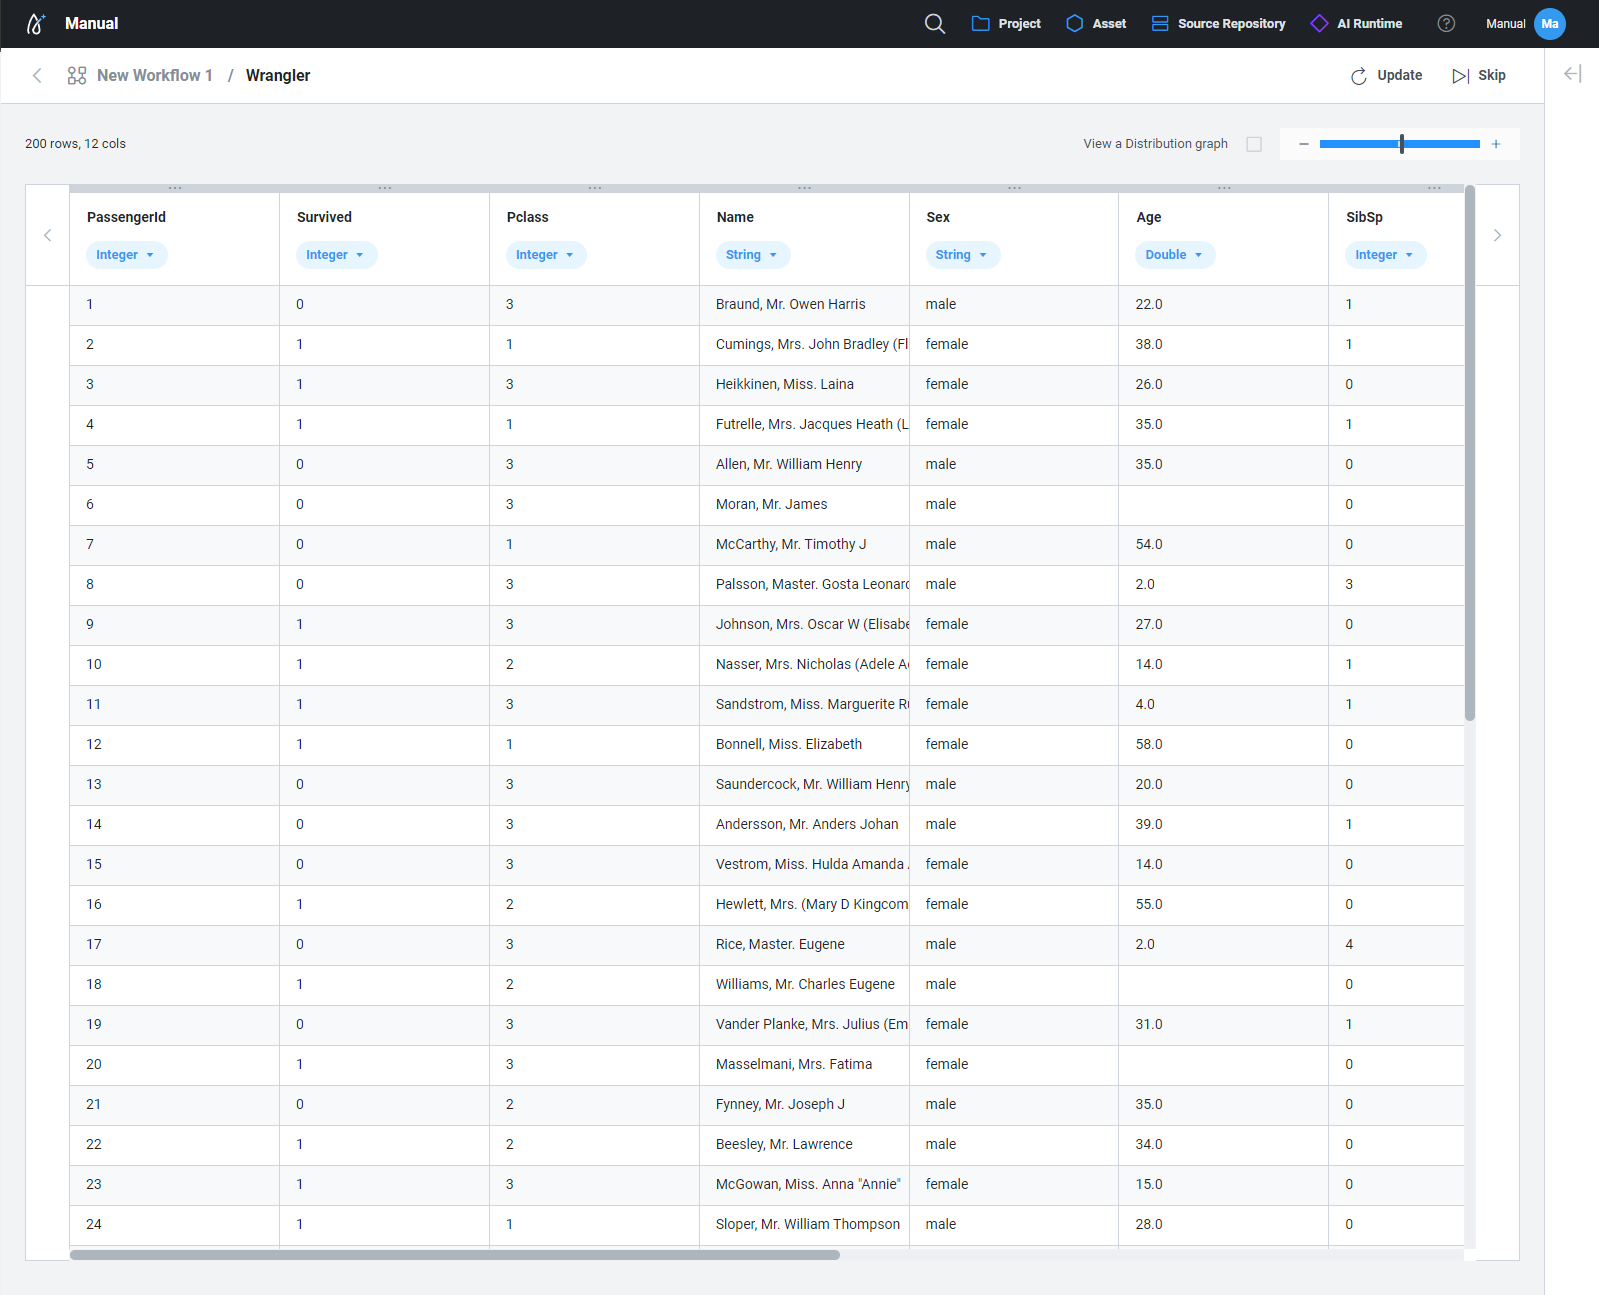 Manual
Project
Asset
Source Repository
AI Runtime
Manual
Ma
New Workflow 1 / Wrangler
Update
Skip
200 rows, 12 cols
View a Distribution graph
PassengerId Survived Pclass Name Sex Age SibSp
Integer Integer Integer String String Double Integer
1 0 3 Braund, Mr. Owen Harris male 22.0 1
2 1 1 Cumings, Mrs. John Bradley (Fl female 38.0 1
3 1 3 Heikkinen, Miss. Laina female 26.0 0
4 1 1 Futrelle, Mrs. Jacques Heath (L female 35.0 1
5 0 3 Allen, Mr. William Henry male 35.0 0
6 0 3 Moran, Mr. James male 0
7 0 1 McCarthy, Mr. Timothy J male 54.0 0
8 0 3 Palsson, Master. Gosta Leonard male 2.0 3
9 1 3 Johnson, Mrs. Oscar W (Elisabe female 27.0 0
10 1 2 Nasser, Mrs. Nicholas (Adele A female 14.0 1
11 1 3 Sandstrom, Miss. Marguerite R female 4.0 1
12 1 1 Bonnell, Miss. Elizabeth female 58.0 0
13 0 3 Saundercock, Mr. William Henry male 20.0 0
14 0 3 Andersson, Mr. Anders Johan male 39.0 1
15 0 3 Vestrom, Miss. Hulda Amanda female 14.0 0
16 1 2 Hewlett, Mrs. (Mary D Kingcom female 55.0 0
17 0 3 Rice, Master. Eugene male 2.0 4
18 1 2 Williams, Mr. Charles Eugene male 0
19 0 3 Vander Planke, Mrs. Julius (Em female 31.0 1
20 1 3 Masselmani, Mrs. Fatima female 0
21 0 2 Fynney, Mr. Joseph J male 35.0 0
22 1 2 Beesley, Mr. Lawrence male 34.0 0
23 1 3 McGowan, Miss. Anna "Annie" female 15.0 0
24 1 1 Sloper, Mr. William Thompson male 28.0 0